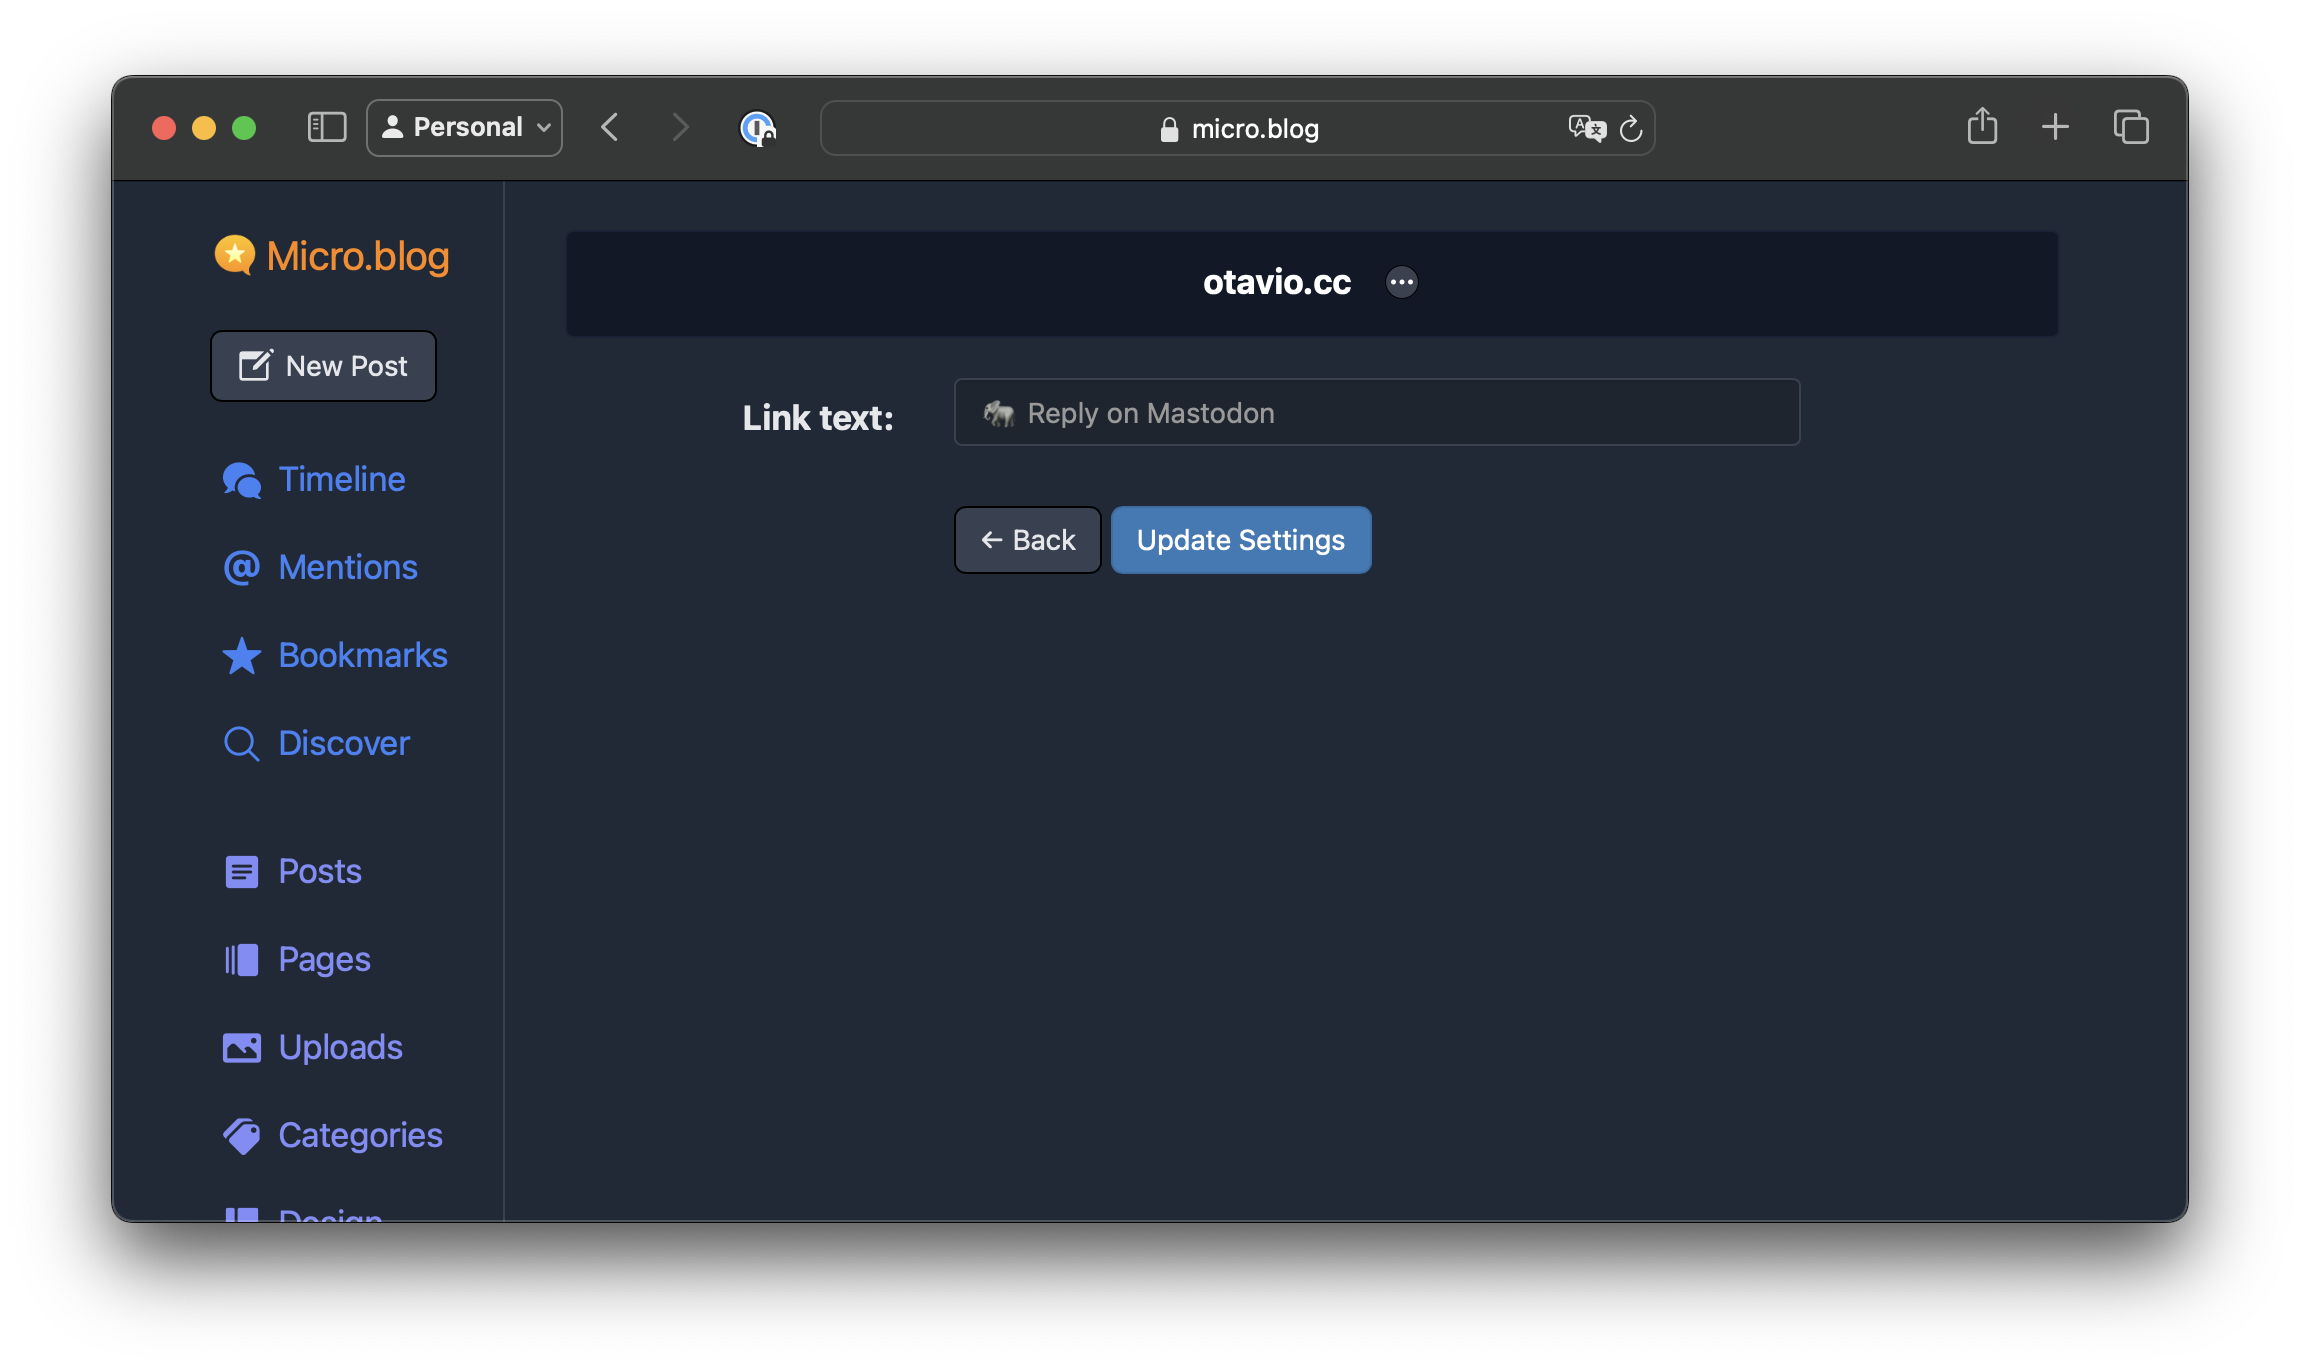 Personal
micro.blog
Micro.blog
New Post
Timeline
@ Mentions
Bookmarks
Discover
Posts
Pages
Uploads
Categories
Design
otavio.cc
Link text:
🦣 Reply on Mastodon
← Back
Update Settings